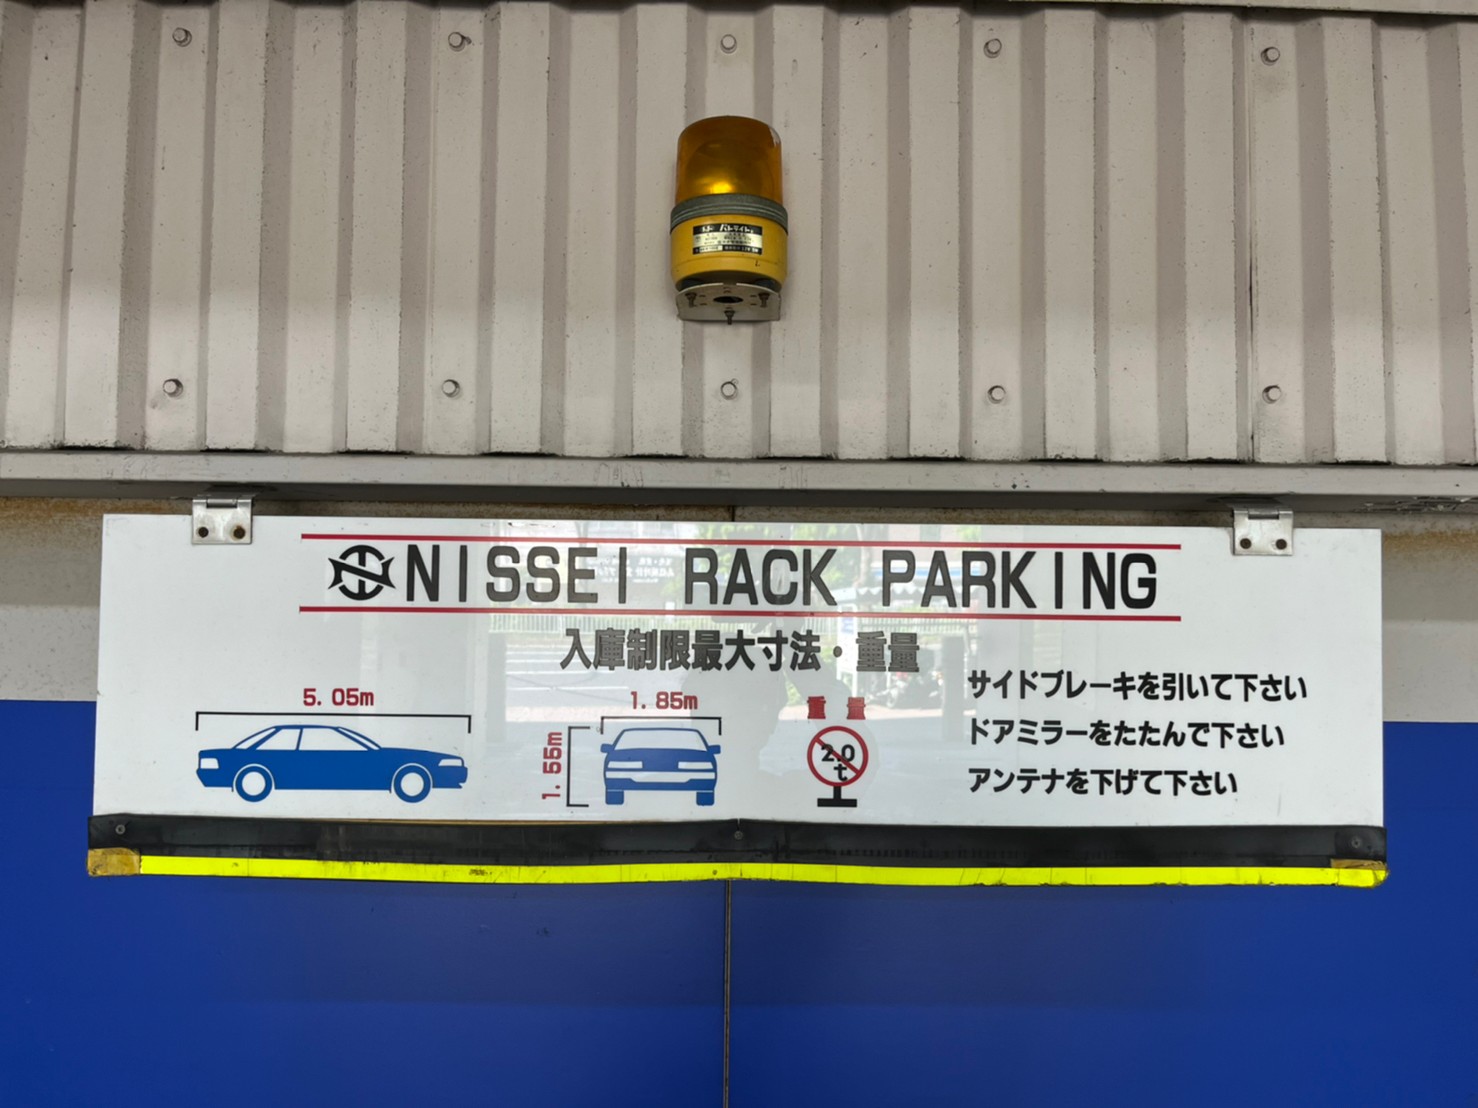 NISSEI RACK PARKING
入庫制限最大寸法・重量
5.05m
1.55m
1.85m
重量
2.0
t
サイドブレーキを引いて下さい
ドアミラーをたたんで下さい
アンテナを下げて下さい